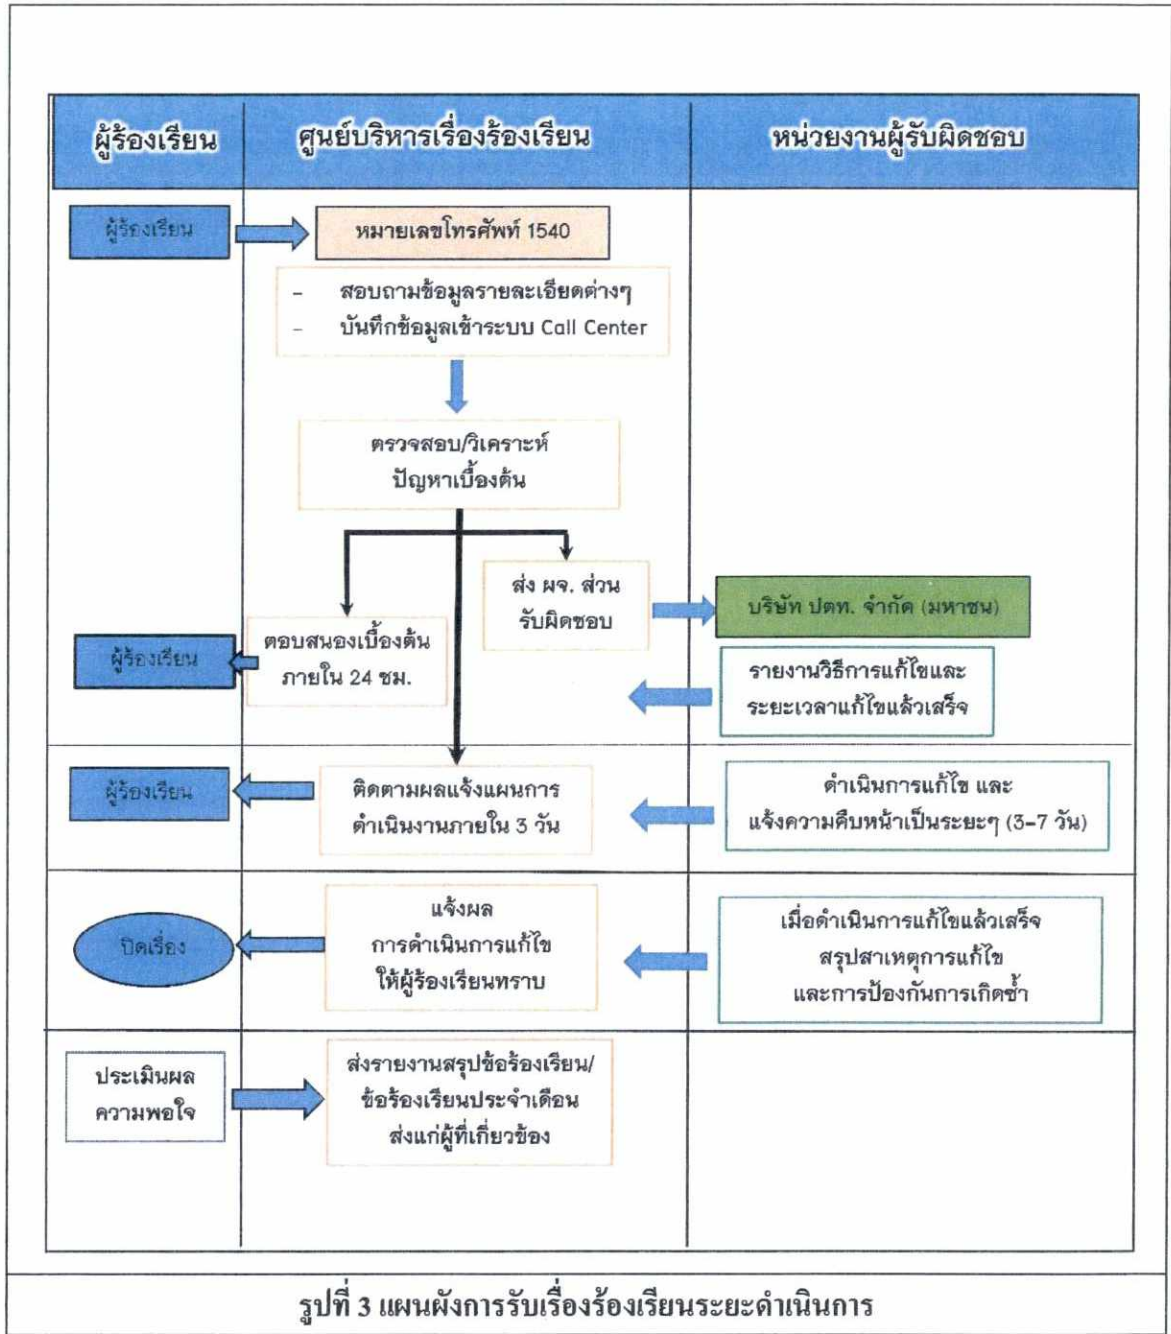 ผู้ร้องเรียน
ศูนย์บริหารเรื่องร้องเรียน
หน่วยงานผู้รับผิดชอบ
ผู้ร้องเรียน
หมายเลขโทรศัพท์ 1540
- สอบถามข้อมูลรายละเอียดต่างๆ
- บันทึกข้อมูลเข้าระบบ Call Center
ตรวจสอบ/วิเคราะห์
ปัญหาเบื้องต้น
ส่ง ผจ. ส่วน
รับผิดชอบ
บริษัท ปตท. จำกัด (มหาชน)
ผู้ร้องเรียน
ตอบสนองเบื้องต้น
ภายใน 24 ชม.
รายงานวิธีการแก้ไขและ
ระยะเวลาแก้ไขแล้วเสร็จ
ผู้ร้องเรียน
ติดตามผลแจ้งแผนการ
ดำเนินงานภายใน 3 วัน
ดำเนินการแก้ไข และ
แจ้งความคืบหน้าเป็นระยะๆ (3-7 วัน)
ปิดเรื่อง
แจ้งผล
การดำเนินการแก้ไข
ให้ผู้ร้องเรียนทราบ
เมื่อดำเนินการแก้ไขแล้วเสร็จ
สรุปสาเหตุการแก้ไข
และการป้องกันการเกิดซ้ำ
ประเมินผล
ความพอใจ
ส่งรายงานสรุปข้อร้องเรียน/
ข้อร้องเรียนประจำเดือน
ส่งแก่ผู้ที่เกี่ยวข้อง
รูปที่ 3 แผนผังการรับเรื่องร้องเรียนระยะดำเนินการ